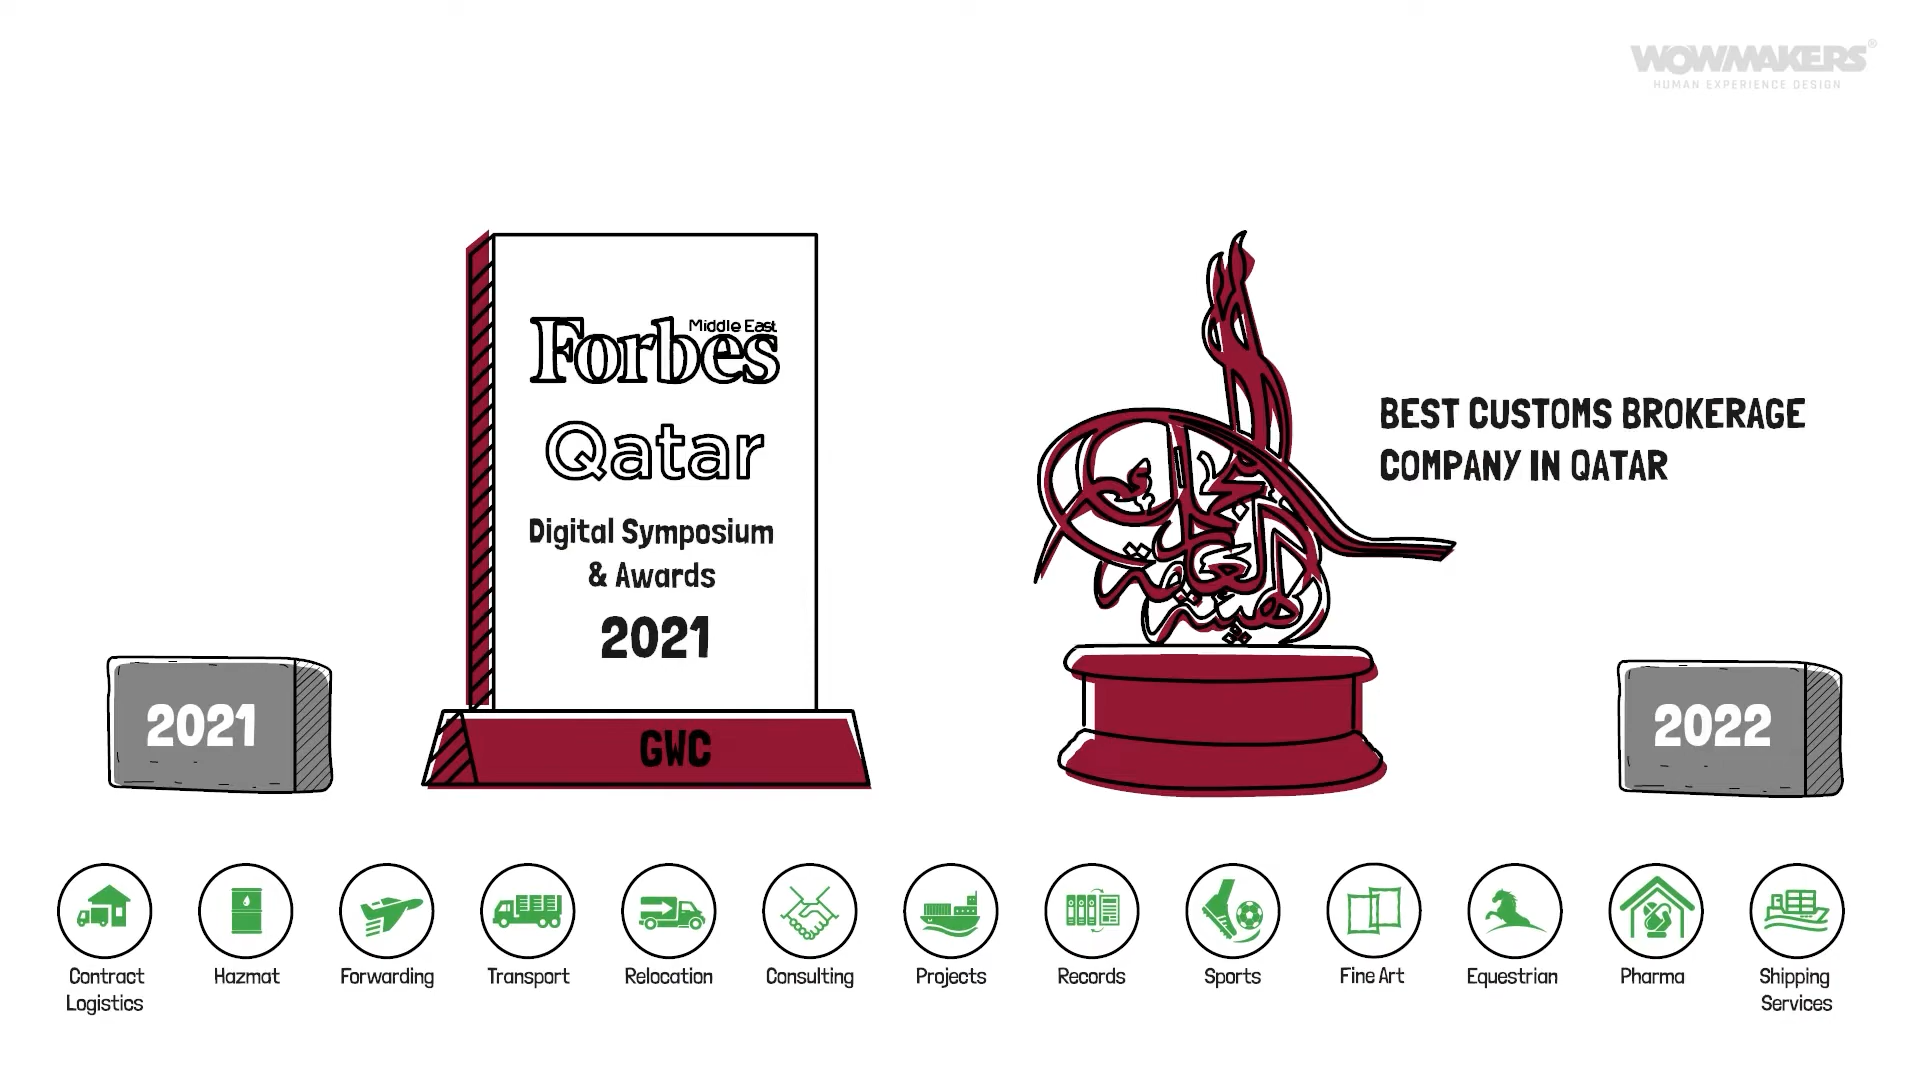 WOWMAKERS®
HUMAN EXPERIENCE DESIGN
Forbes
Middle East
Qatar
Digital Symposium
& Awards
2021
GWC
BEST CUSTOMS BROKERAGE
COMPANY IN QATAR
2021
2022
Contract
Logistics
Hazmat
Forwarding
Transport
Relocation
Consulting
Projects
Records
Sports
Fine Art
Equestrian
Pharma
Shipping
Services